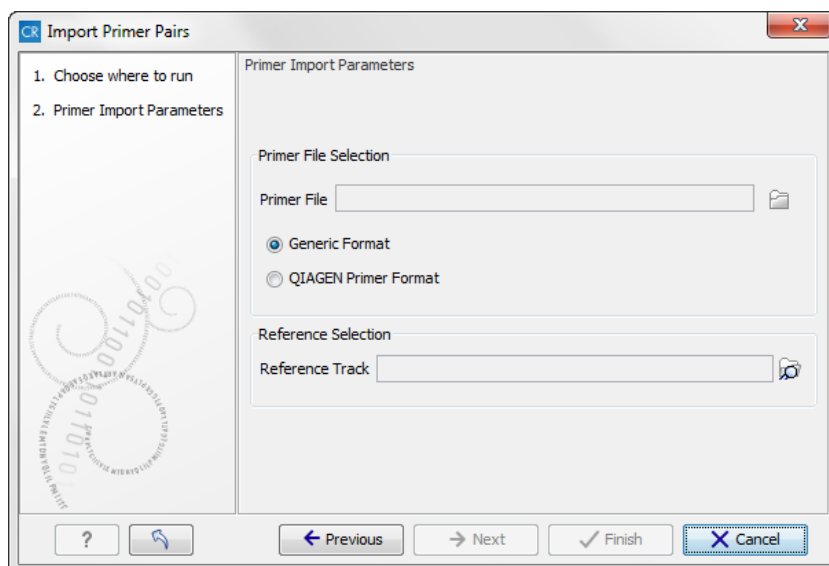 CR Import Primer Pairs
X
1. Choose where to run
2. Primer Import Parameters
Primer Import Parameters
Primer File Selection
Primer File
Generic Format
QIAGEN Primer Format
Reference Selection
Reference Track
?
Previous
Next
Finish
Cancel